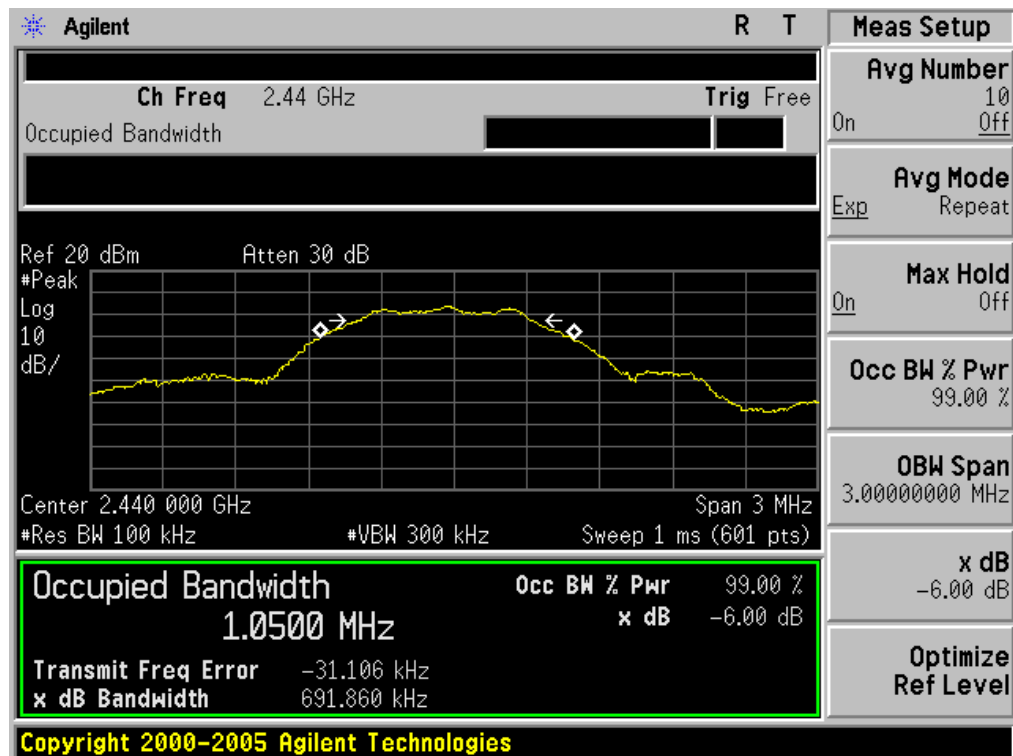 Agilent R T
Ch Freq 2.44 GHz Trig Free
Occupied Bandwidth
Ref 20 dBm Atten 30 dB
#Peak
Log
10
dB/
Center 2.440 000 GHz Span 3 MHz
#Res BW 100 kHz #VBW 300 kHz Sweep 1 ms (601 pts)
Occupied Bandwidth
1.0500 MHz
Occ BW % Pwr 99.00 %
x dB -6.00 dB
Transmit Freq Error -31.106 kHz
x dB Bandwidth 691.860 kHz
Meas Setup
Avg Number
10
On Off
Avg Mode
Exp Repeat
Max Hold
On Off
Occ BW % Pwr
99.00 %
OBW Span
3.00000000 MHz
x dB
-6.00 dB
Optimize
Ref Level
Copyright 2000-2005 Agilent Technologies